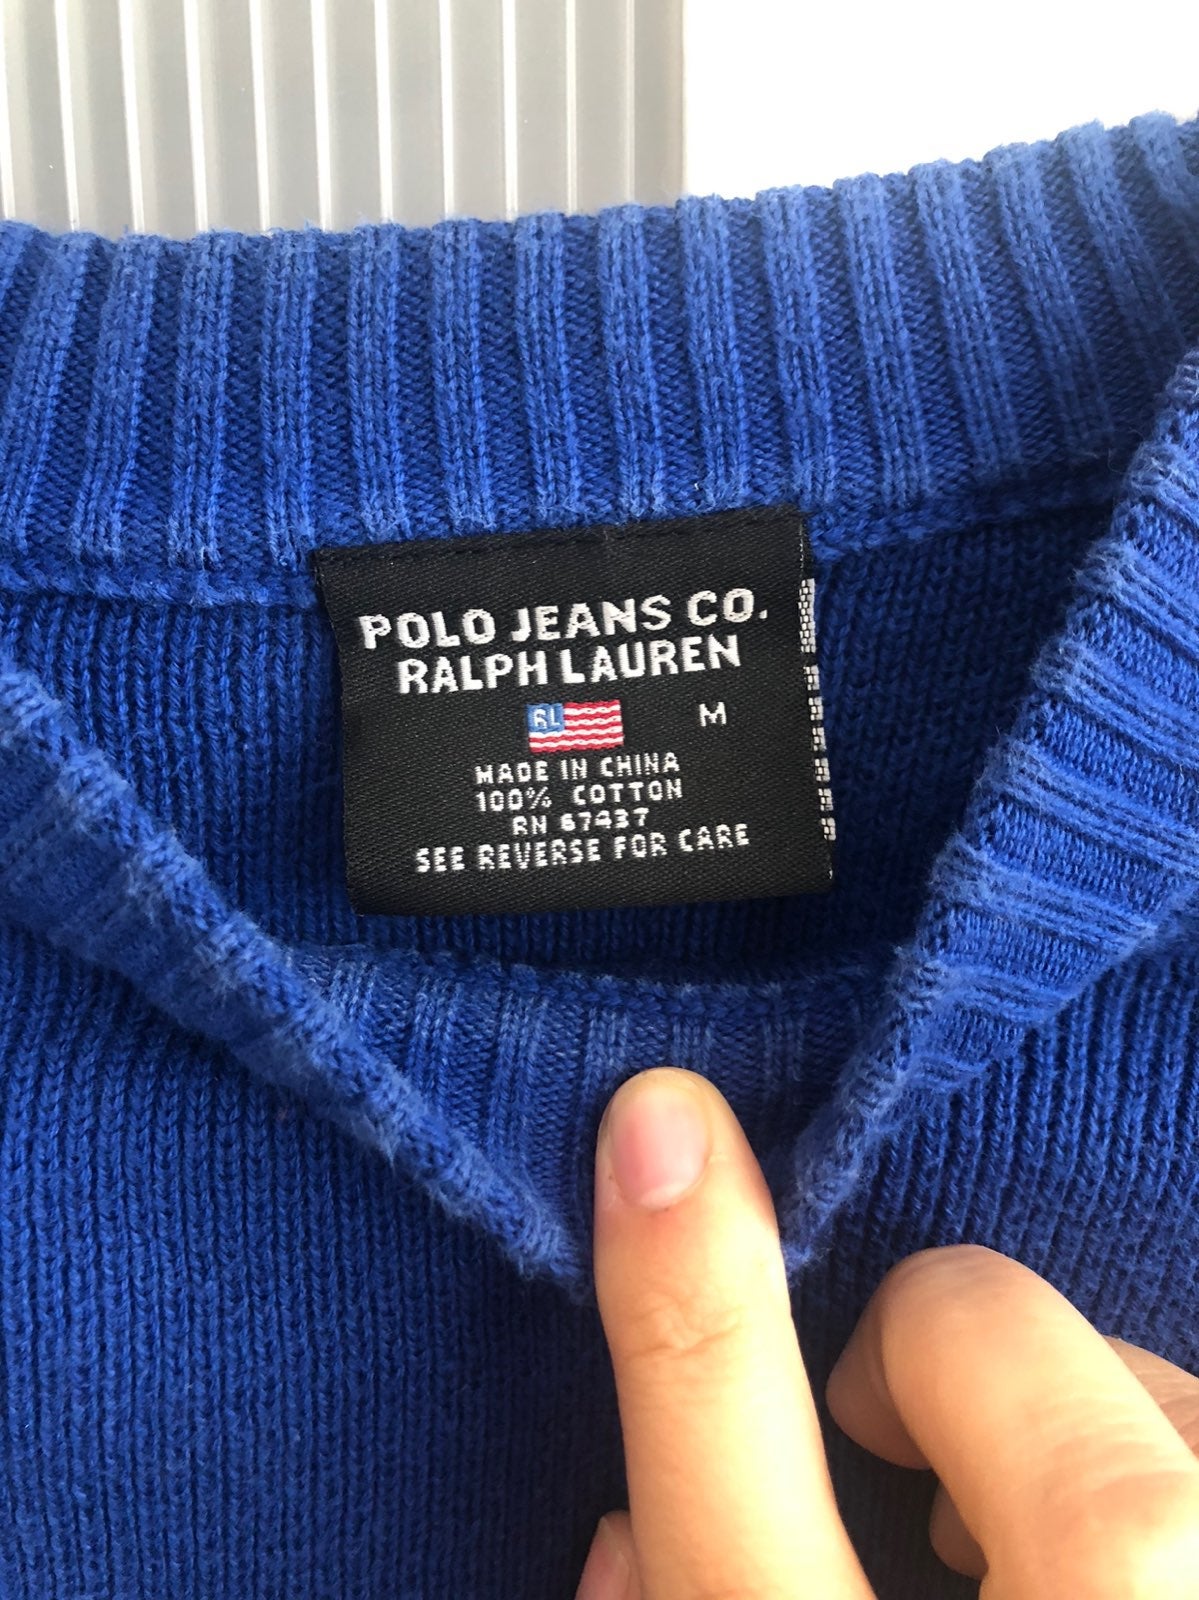 POLO JEANS CO.
RALPH LAUREN
RL M
MADE IN CHINA
100% COTTON
RN 67437
SEE REVERSE FOR CARE